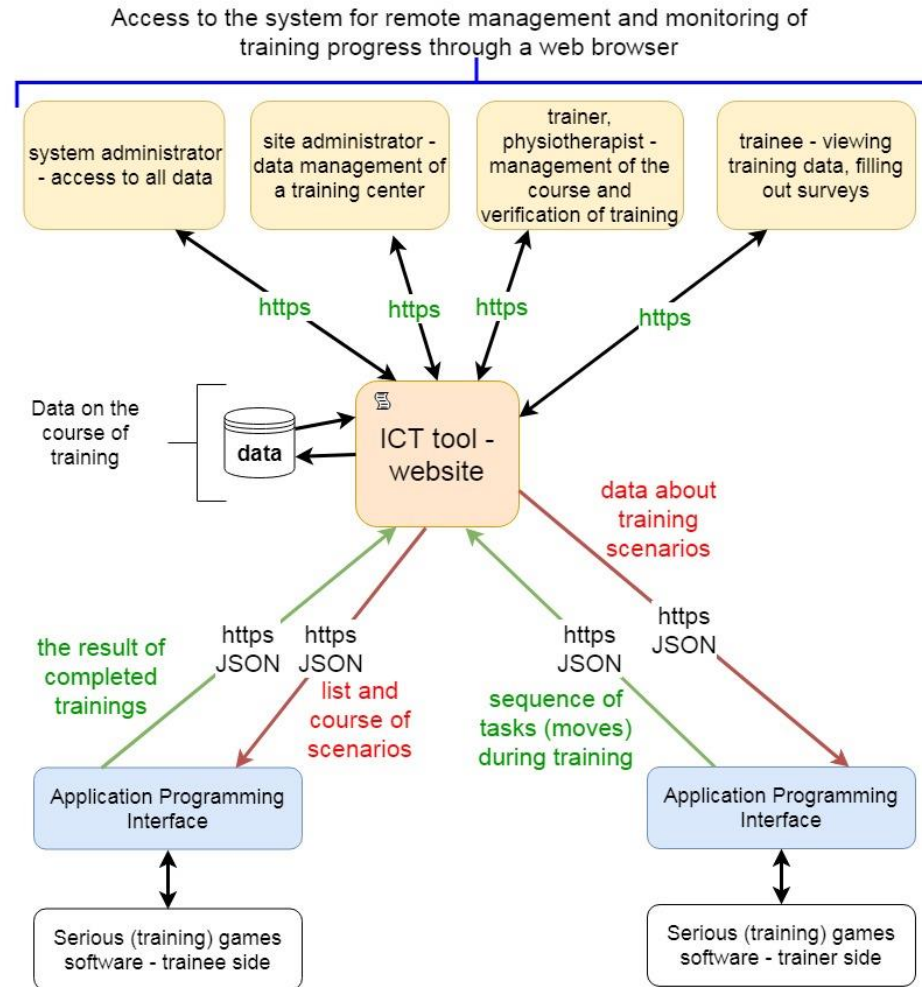 Access to the system for remote management and monitoring of
training progress through a web browser
system administrator
- access to all data
site administrator -
data management of
a training center
trainer,
physiotherapist -
management of the
course and
verification of training
trainee - viewing
training data, filling
out surveys
https
https
https
https
Data on the
course of
training
data
ICT tool -
website
data about
training
scenarios
the result of
completed
trainings
https
JSON
https
JSON
list and
course of
scenarios
https
JSON
https
JSON
sequence of
tasks (moves)
during training
Application Programming
Interface
Application Programming
Interface
Serious (training) games
software - trainee side
Serious (training) games
software - trainer side